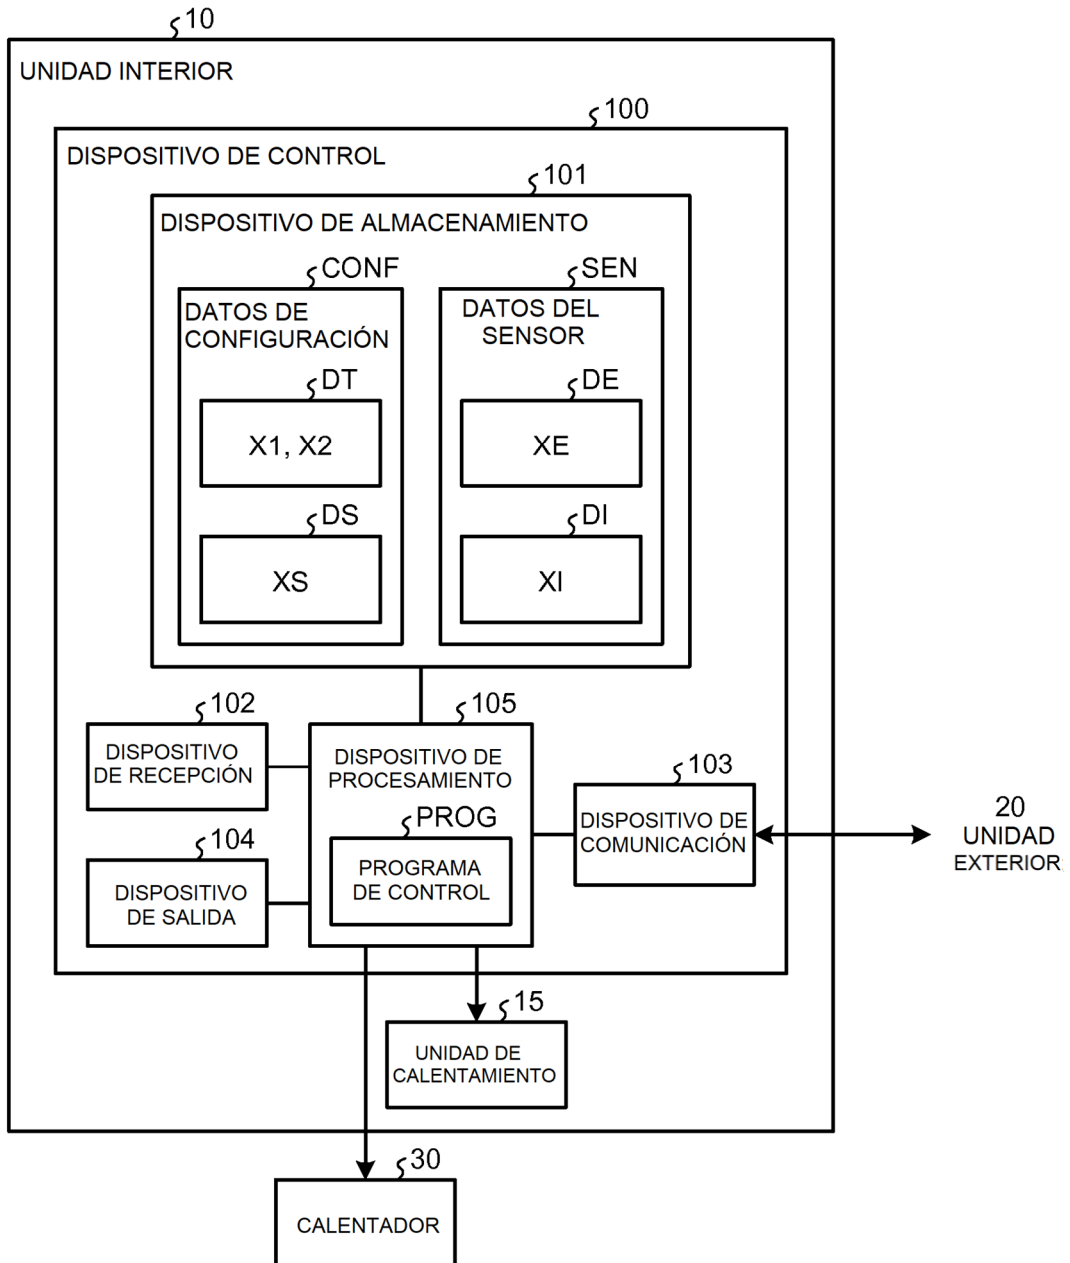 10
UNIDAD INTERIOR
100
DISPOSITIVO DE CONTROL
101
DISPOSITIVO DE ALMACENAMIENTO
CONF
DATOS DE
CONFIGURACIÓN
DT
X1, X2
DS
XS
SEN
DATOS DEL
SENSOR
DE
XE
DI
XI
102
DISPOSITIVO
DE RECEPCIÓN
104
DISPOSITIVO
DE SALIDA
105
DISPOSITIVO DE
PROCESAMIENTO
PROG
PROGRAMA
DE CONTROL
103
DISPOSITIVO DE
COMUNICACIÓN
20
UNIDAD
EXTERIOR
15
UNIDAD DE
CALENTAMIENTO
30
CALENTADOR